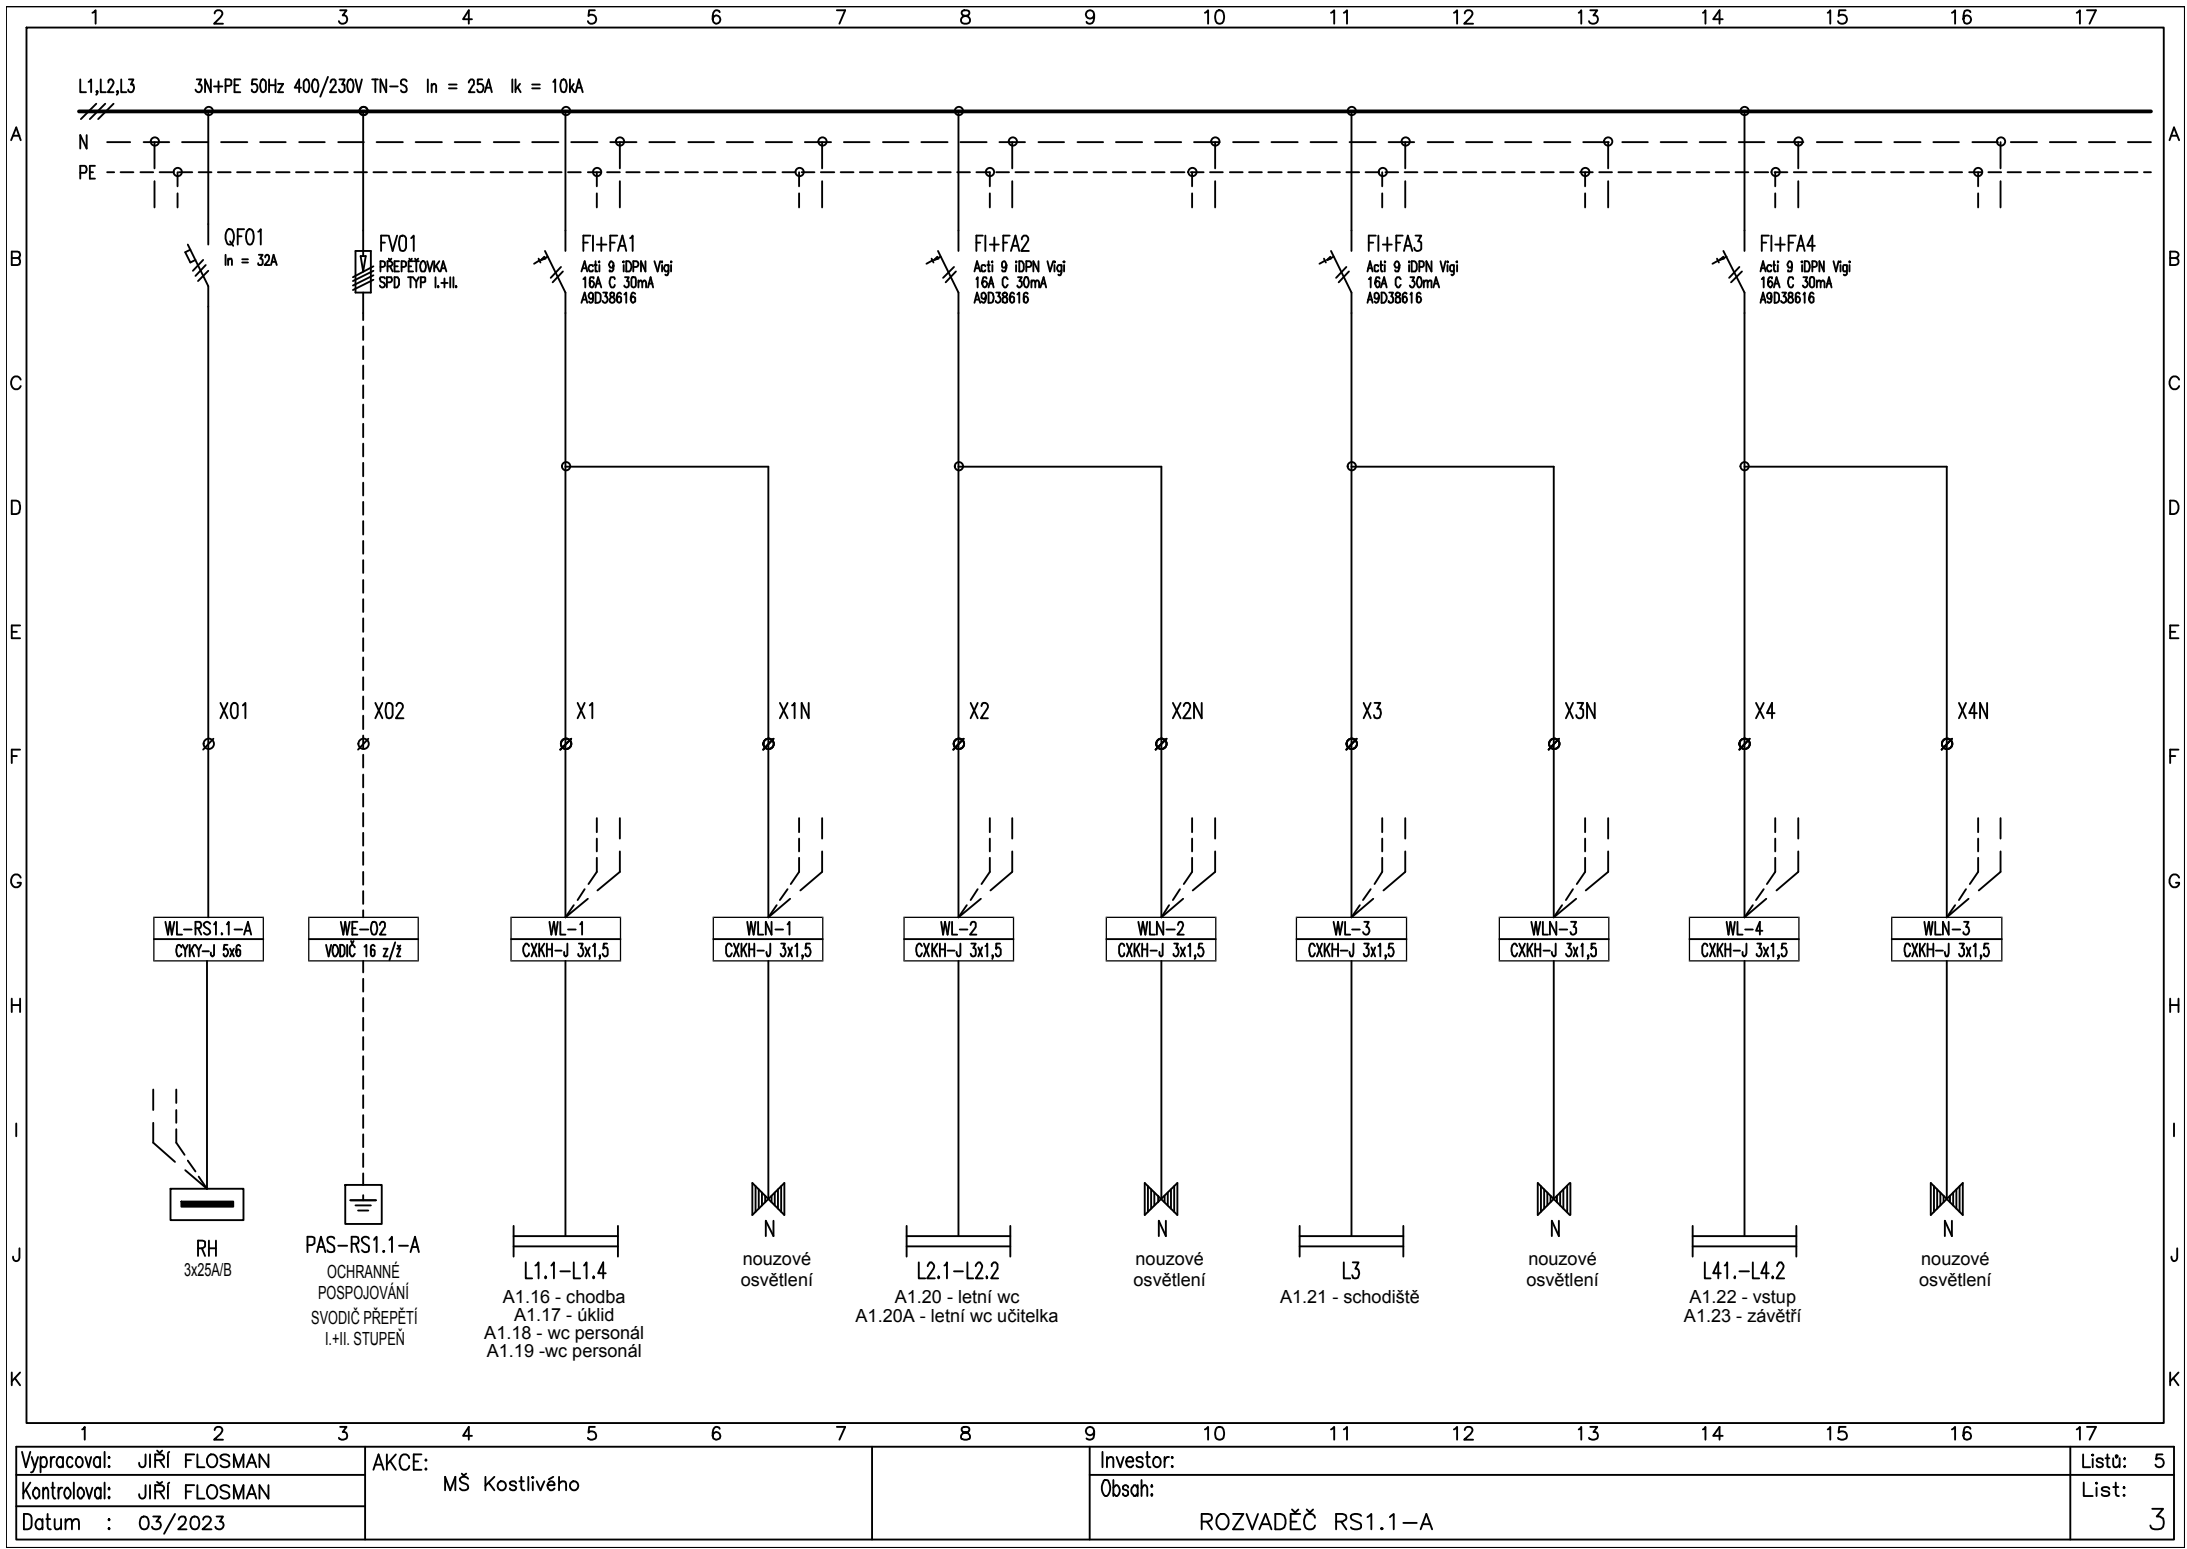 1 2 3 4 5 6 7 8 9 10 11 12 13 14 15 16 17
L1,L2,L3 3N+PE 50Hz 400/230V TN-S In = 25A Ik = 10kA
A N A
PE
B B
QF01
In = 32A
FV01
PŘEPĚŤOVKA
SPD TYP I.+II.
FI+FA1
Acti 9 iDPN Vigi
16A C 30mA
A9D38616
FI+FA2
Acti 9 iDPN Vigi
16A C 30mA
A9D38616
FI+FA3
Acti 9 iDPN Vigi
16A C 30mA
A9D38616
FI+FA4
Acti 9 iDPN Vigi
16A C 30mA
A9D38616
C C
D D
E E
X01 X02 X1 X1N X2 X2N X3 X3N X4 X4N
F F
G G
WL-RS1.1-A WE-02 WL-1 WLN-1 WL-2 WLN-2 WL-3 WLN-3 WL-4 WLN-3
CYKY-J 5x6 VODIČ 16 z/ž CXKH-J 3x1,5 CXKH-J 3x1,5 CXKH-J 3x1,5 CXKH-J 3x1,5 CXKH-J 3x1,5 CXKH-J 3x1,5 CXKH-J 3x1,5 CXKH-J 3x1,5
H H
I I
J J
RH
3x25A/B
PAS-RS1.1-A
OCHRANNÉ
POSPOJOVÁNÍ
SVODIČ PŘEPĚTÍ
I.+II. STUPEŇ
L1.1-L1.4
A1.16 - chodba
A1.17 - úklid
A1.18 - wc personál
A1.19 -wc personál
N
nouzové
osvětlení
L2.1-L2.2
A1.20 - letní wc
A1.20A - letní wc učitelka
N
nouzové
osvětlení
L3
A1.21 - schodiště
N
nouzové
osvětlení
L41.-L4.2
A1.22 - vstup
A1.23 - závětří
N
nouzové
osvětlení
K K
1 2 3 4 5 6 7 8 9 10 11 12 13 14 15 16 17
Vypracoval: JIŘÍ FLOSMAN
Kontroloval: JIŘÍ FLOSMAN
Datum : 03/2023
AKCE:
MŠ Kostlivého
Investor:
Obsah:
ROZVADĚČ RS1.1-A
Listů: 5
List:
3